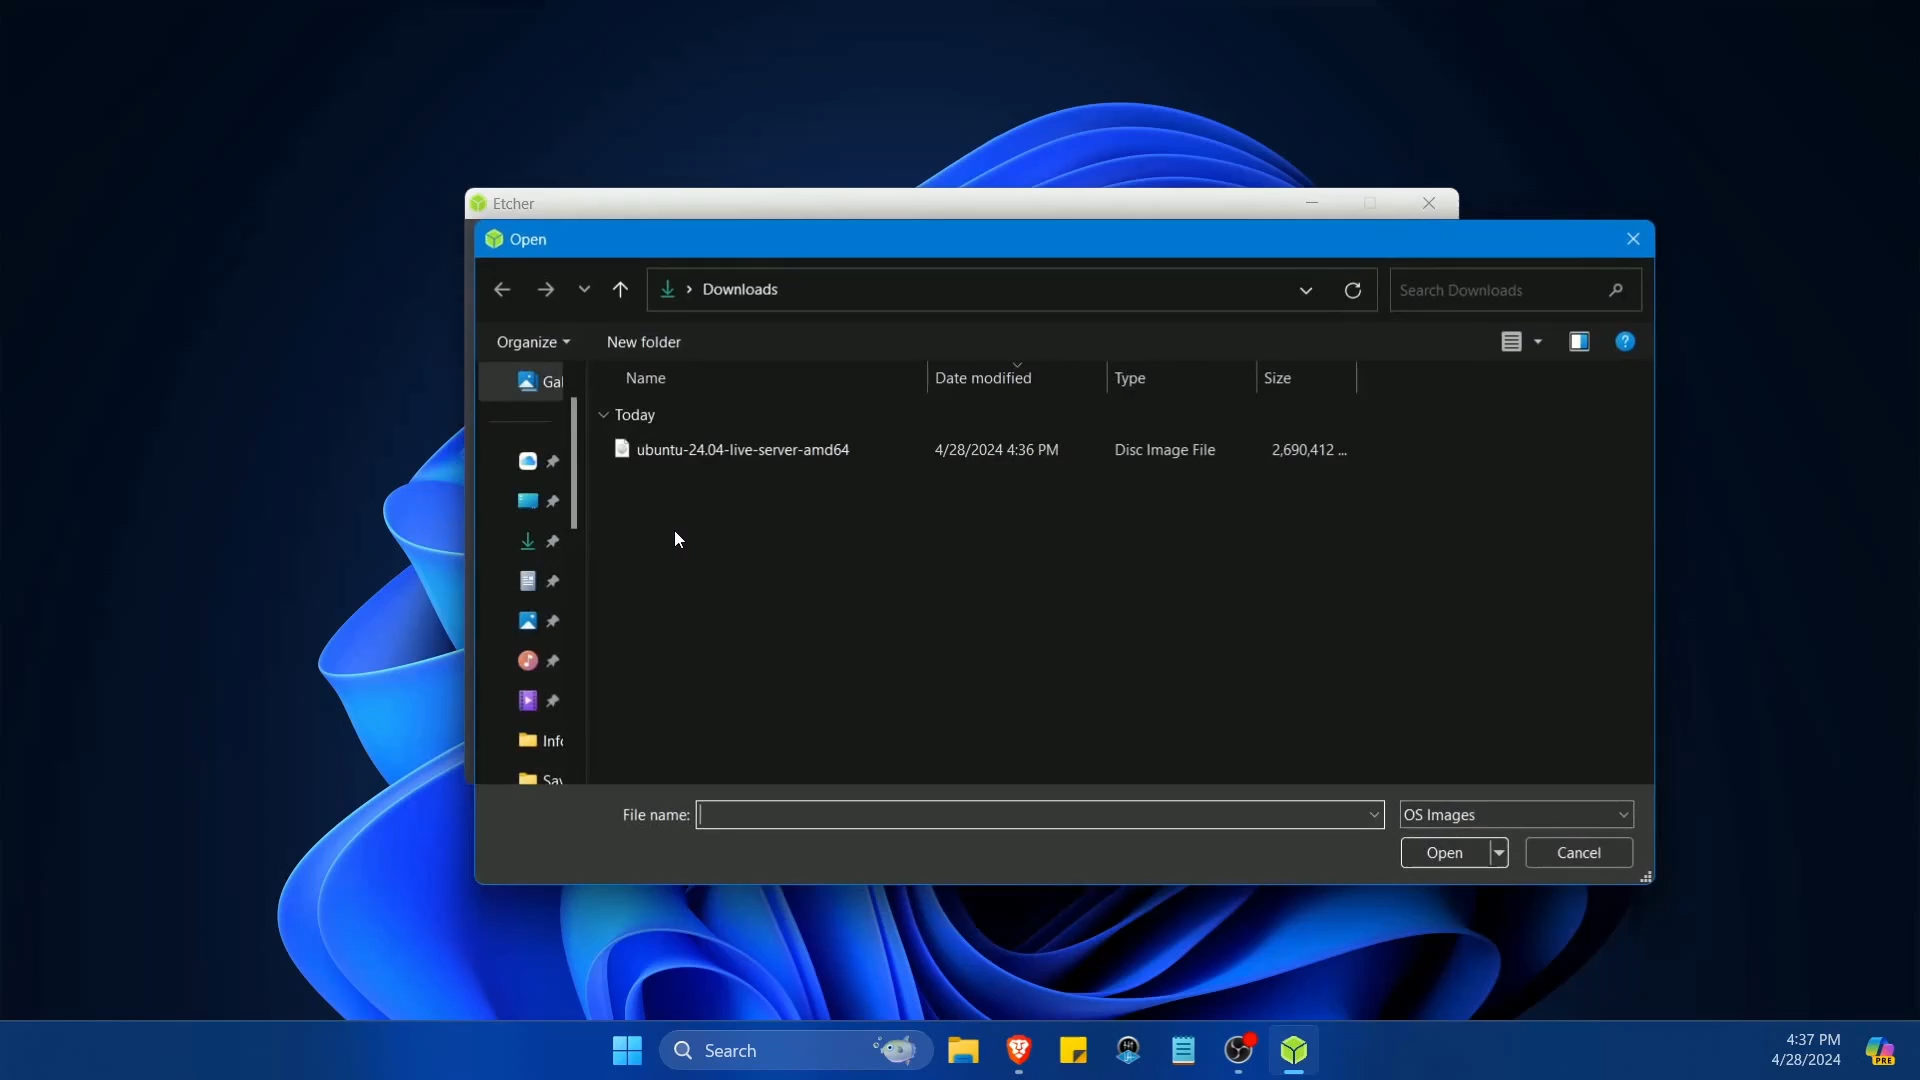 Etcher
Open
Downloads
Search Downloads
Organize
New folder
?
Gal
Name
Date modified
Type
Size
Today
ubuntu-24.04-live-server-amd64
4/28/2024 4:36 PM
Disc Image File
2,690,412 ...
Info
Sav
File name:
OS Images
Open
Cancel
Search
4:37 PM
4/28/2024
PRE